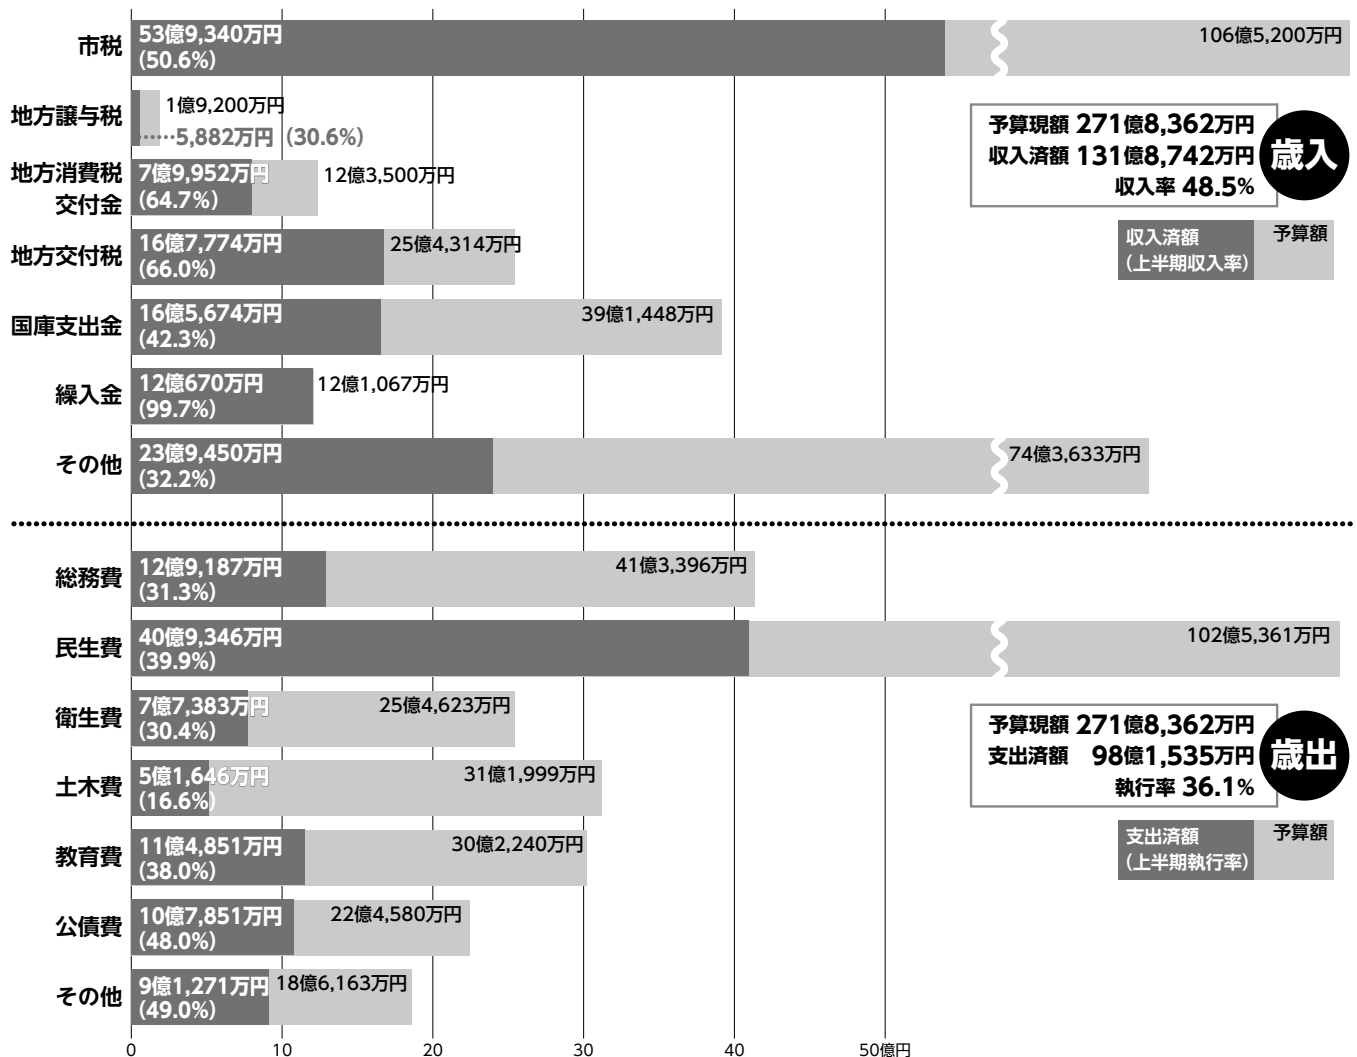 市税
53億9,340万円
(50.6%)
106億5,200万円
地方譲与税
1億9,200万円
5,882万円 (30.6%)
地方消費税
交付金
7億9,952万円
(64.7%)
12億3,500万円
地方交付税
16億7,774万円
(66.0%)
25億4,314万円
国庫支出金
16億5,674万円
(42.3%)
39億1,448万円
繰入金
12億670万円
(99.7%)
12億1,067万円
その他
23億9,450万円
(32.2%)
74億3,633万円
予算現額 271億8,362万円
収入済額 131億8,742万円
収入率 48.5%
歳入
収入済額
(上半期収入率)
予算額
総務費
12億9,187万円
(31.3%)
41億3,396万円
民生費
40億9,346万円
(39.9%)
102億5,361万円
衛生費
7億7,383万円
(30.4%)
25億4,623万円
土木費
5億1,646万円
(16.6%)
31億1,999万円
教育費
11億4,851万円
(38.0%)
30億2,240万円
公債費
10億7,851万円
(48.0%)
22億4,580万円
その他
9億1,271万円
(49.0%)
18億6,163万円
予算現額 271億8,362万円
支出済額 98億1,535万円
執行率 36.1%
歳出
支出済額
(上半期執行率)
予算額
0 10 20 30 40 50億円